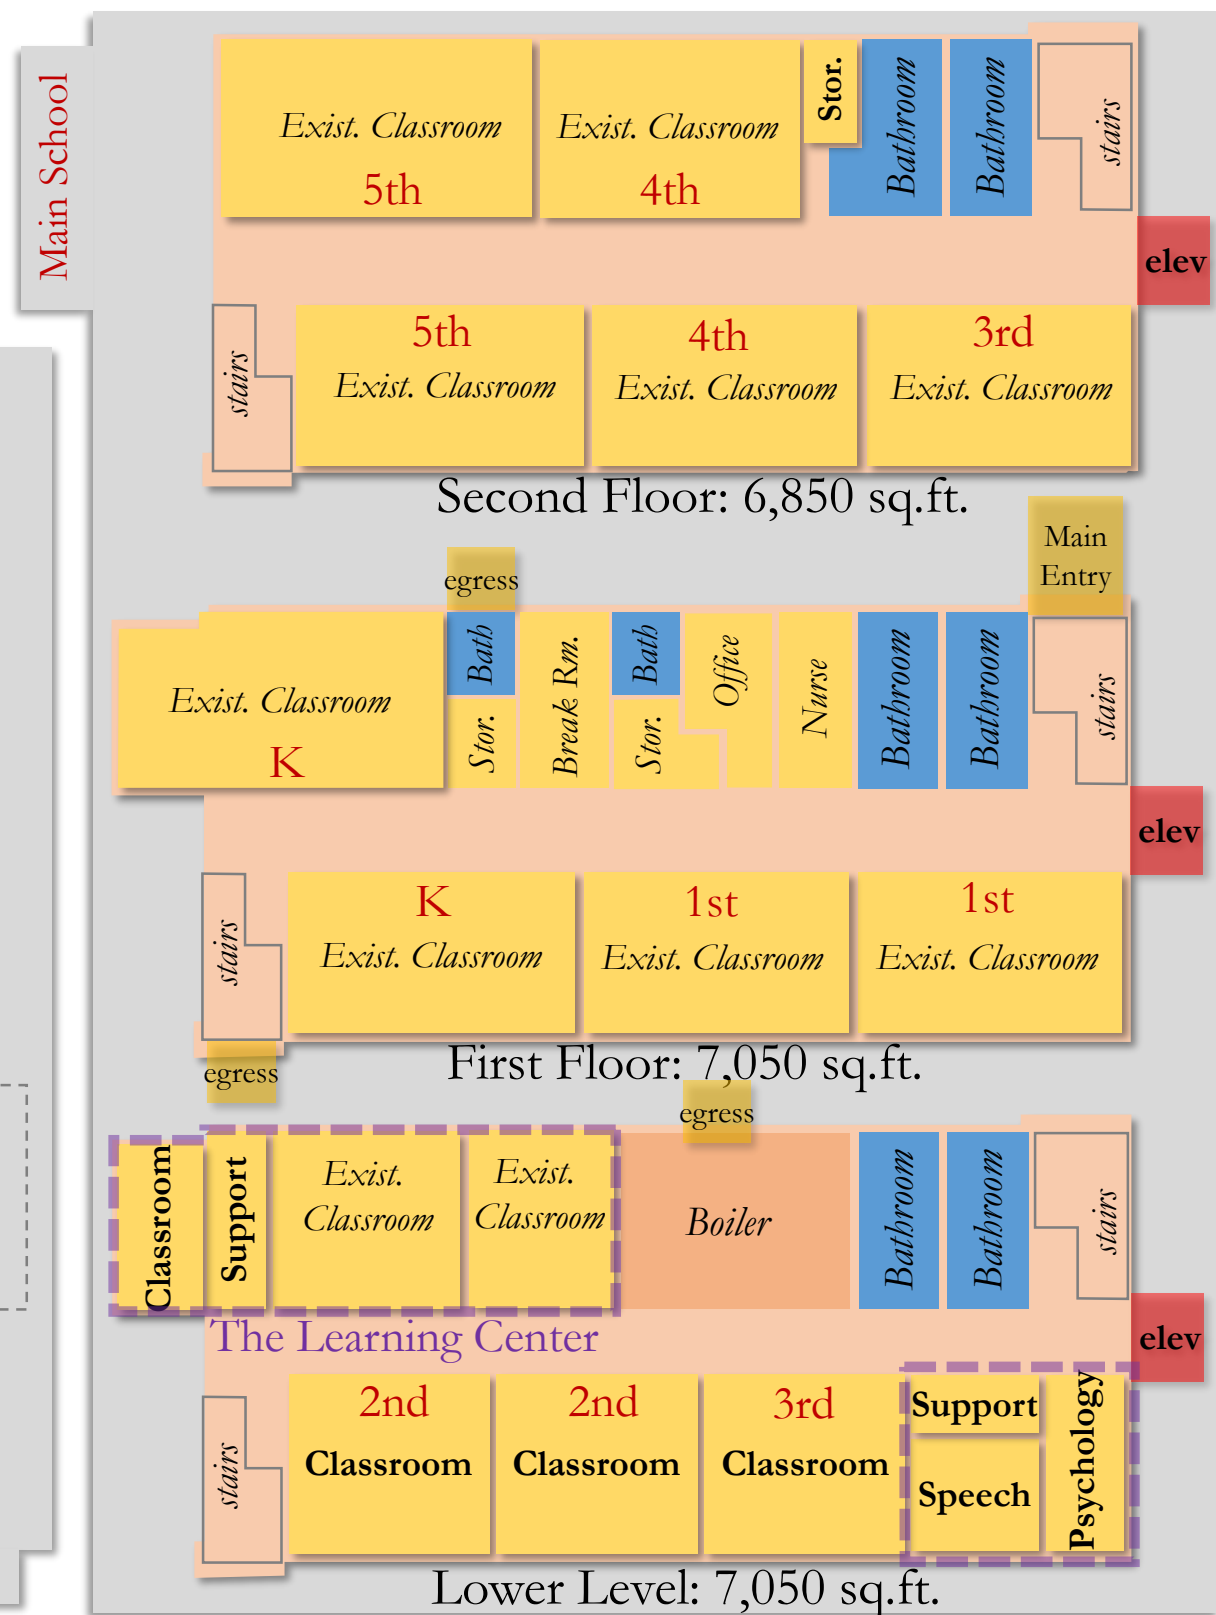 Main School
Exist. Classroom
5th
Exist. Classroom
4th
Stor.
Bathroom
Bathroom
stairs
elev
stairs
5th
Exist. Classroom
4th
Exist. Classroom
3rd
Exist. Classroom
Second Floor: 6,850 sq.ft.
Main
Entry
egress
Exist. Classroom
K
Bath
Stor.
Break Rm.
Bath
Stor.
Office
Nurse
Bathroom
Bathroom
stairs
elev
stairs
K
Exist. Classroom
1st
Exist. Classroom
1st
Exist. Classroom
First Floor: 7,050 sq.ft.
egress
egress
Classroom
Support
Exist.
Classroom
Exist.
Classroom
Boiler
Bathroom
Bathroom
stairs
The Learning Center
elev
stairs
2nd
Classroom
2nd
Classroom
3rd
Classroom
Support
Speech
Psychology
Lower Level: 7,050 sq.ft.